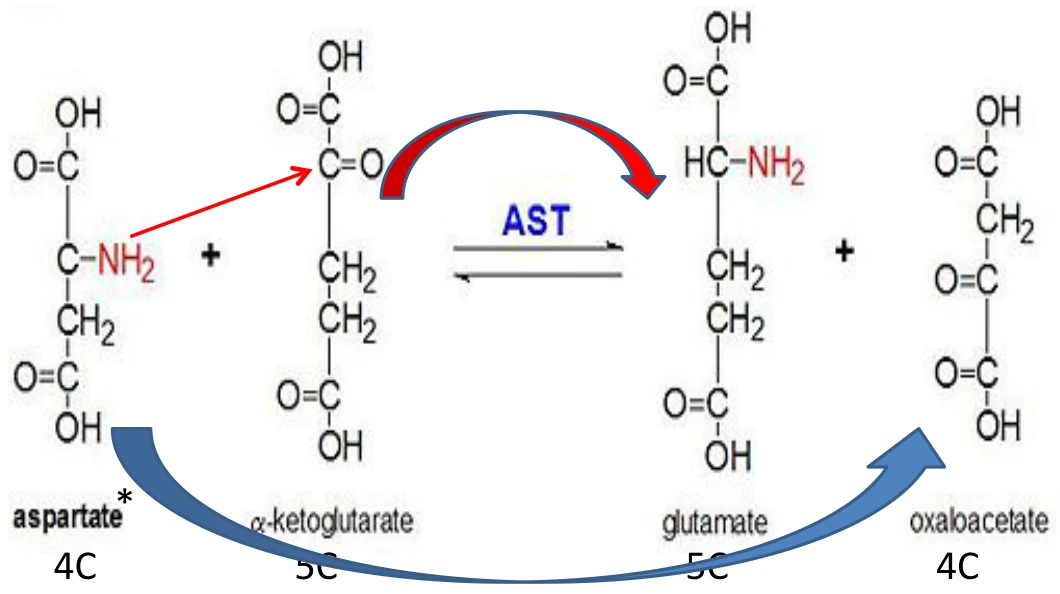 OH
O=C
C-NH2
CH2
O=C
OH
aspartate*
4C
+
OH
O=C
C=O
CH2
CH2
O=C
OH
α-ketoglutarate
5C
AST
OH
O=C
HC-NH2
CH2
CH2
O=C
OH
glutamate
5C
+
OH
O=C
CH2
O=C
O=C
OH
oxaloacetate
4C